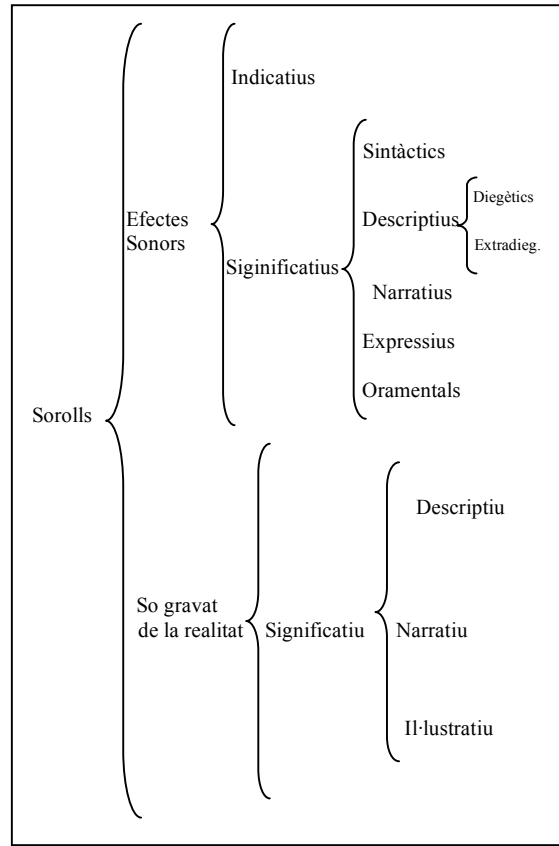 Indicatius
Sintàctics
Diegètics
Efectes
Sonors
Descriptius
Extradieg.
Siginificatius
Narratius
Expressius
Oramentals
Sorolls
Descriptiu
So gravat
de la realitat
Significatiu
Narratiu
Il·lustratiu